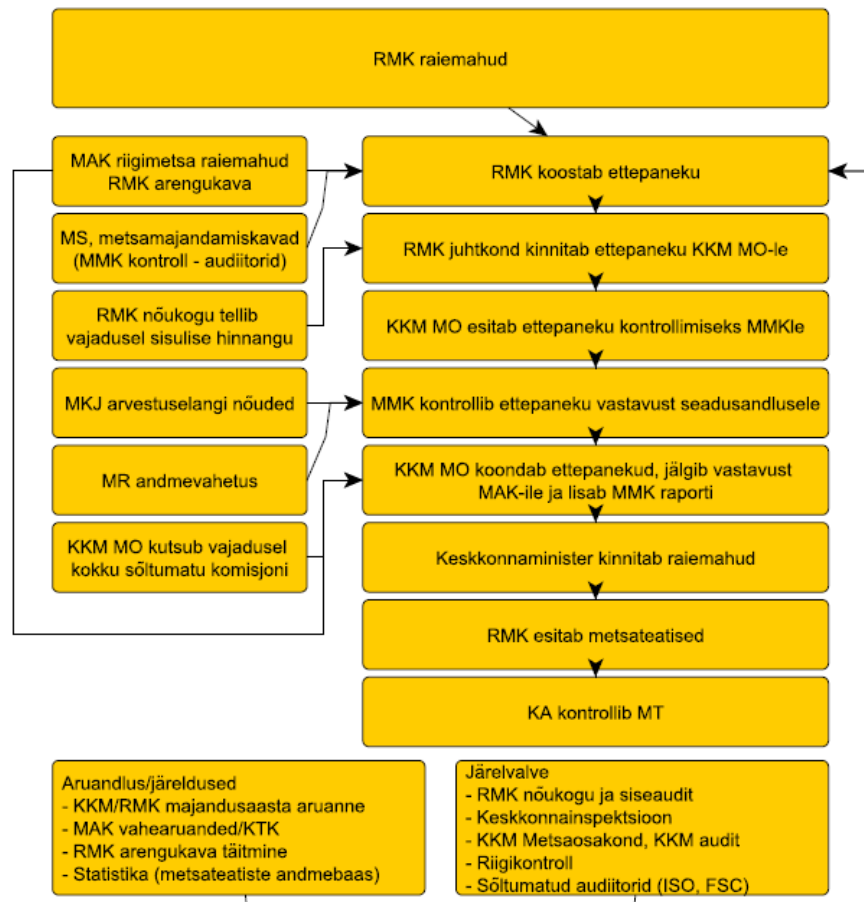 RMK raiemahud
MAK riigimetsa raiemahud
RMK arengukava
RMK koostab ettepaneku
MS, metsamajandamiskavad
(MMK kontroll - audiitorid)
RMK juhtkond kinnitab ettepaneku KKM MO-le
RMK nõukogu tellib
vajadusel sisulise hinnangu
KKM MO esitab ettepaneku kontrollimiseks MMKle
MKJ arvestuselangi nõuded
MMK kontrollib ettepaneku vastavust seadusandlusele
MR andmevahetus
KKM MO koondab ettepanekud, jälgib vastavust
MAK-ile ja lisab MMK raporti
KKM MO kutsub vajadusel
kokku sõltumatu komisjoni
Keskkonnaminister kinnitab raiemahud
RMK esitab metsateatised
KA kontrollib MT
Aruandlus/järeldused
- KKM/RMK majandusaasta aruanne
- MAK vahearuanded/KTK
- RMK arengukava täitmine
- Statistika (metsateatiste andmebaas)
Järelvalve
- RMK nõukogu ja siseaudit
- Keskkonnainspektsioon
- KKM Metsaosakond, KKM audit
- Riigikontroll
- Sõltumatud audiitorid (ISO, FSC)